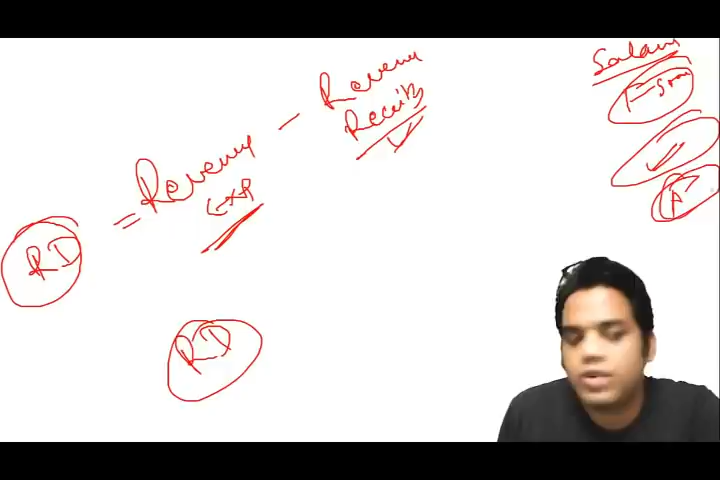 RD = Revenue - Revenue
Exp Receipts
RD
Salary